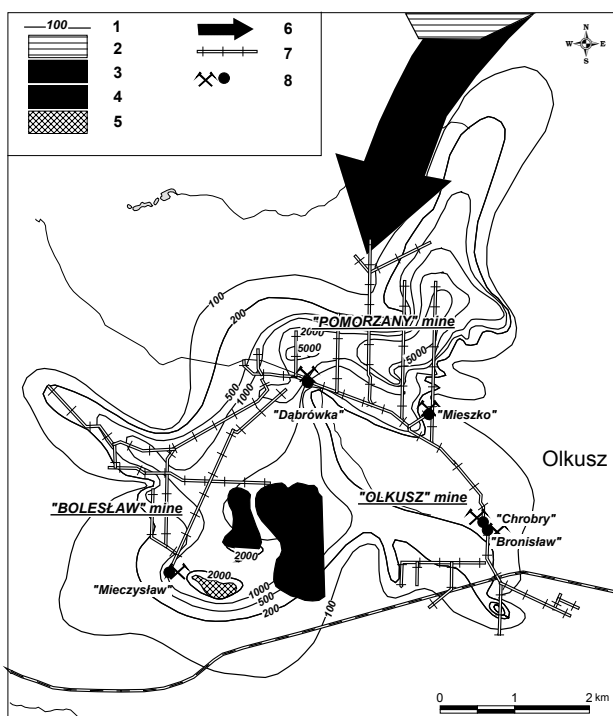 100 1
2
3
4
5
6
7
8
N
W E
S
100
200
2000
"POMORZANY" mine
5000
5000
500
1000
"Dąbrówka"
"Mieszko"
Olkusz
"OLKUSZ" mine
"BOLESŁAW" mine
"Chrobry"
"Bronisław"
2000
"Mieczysław"
2000
1000
500
200
100
0 1 2 km